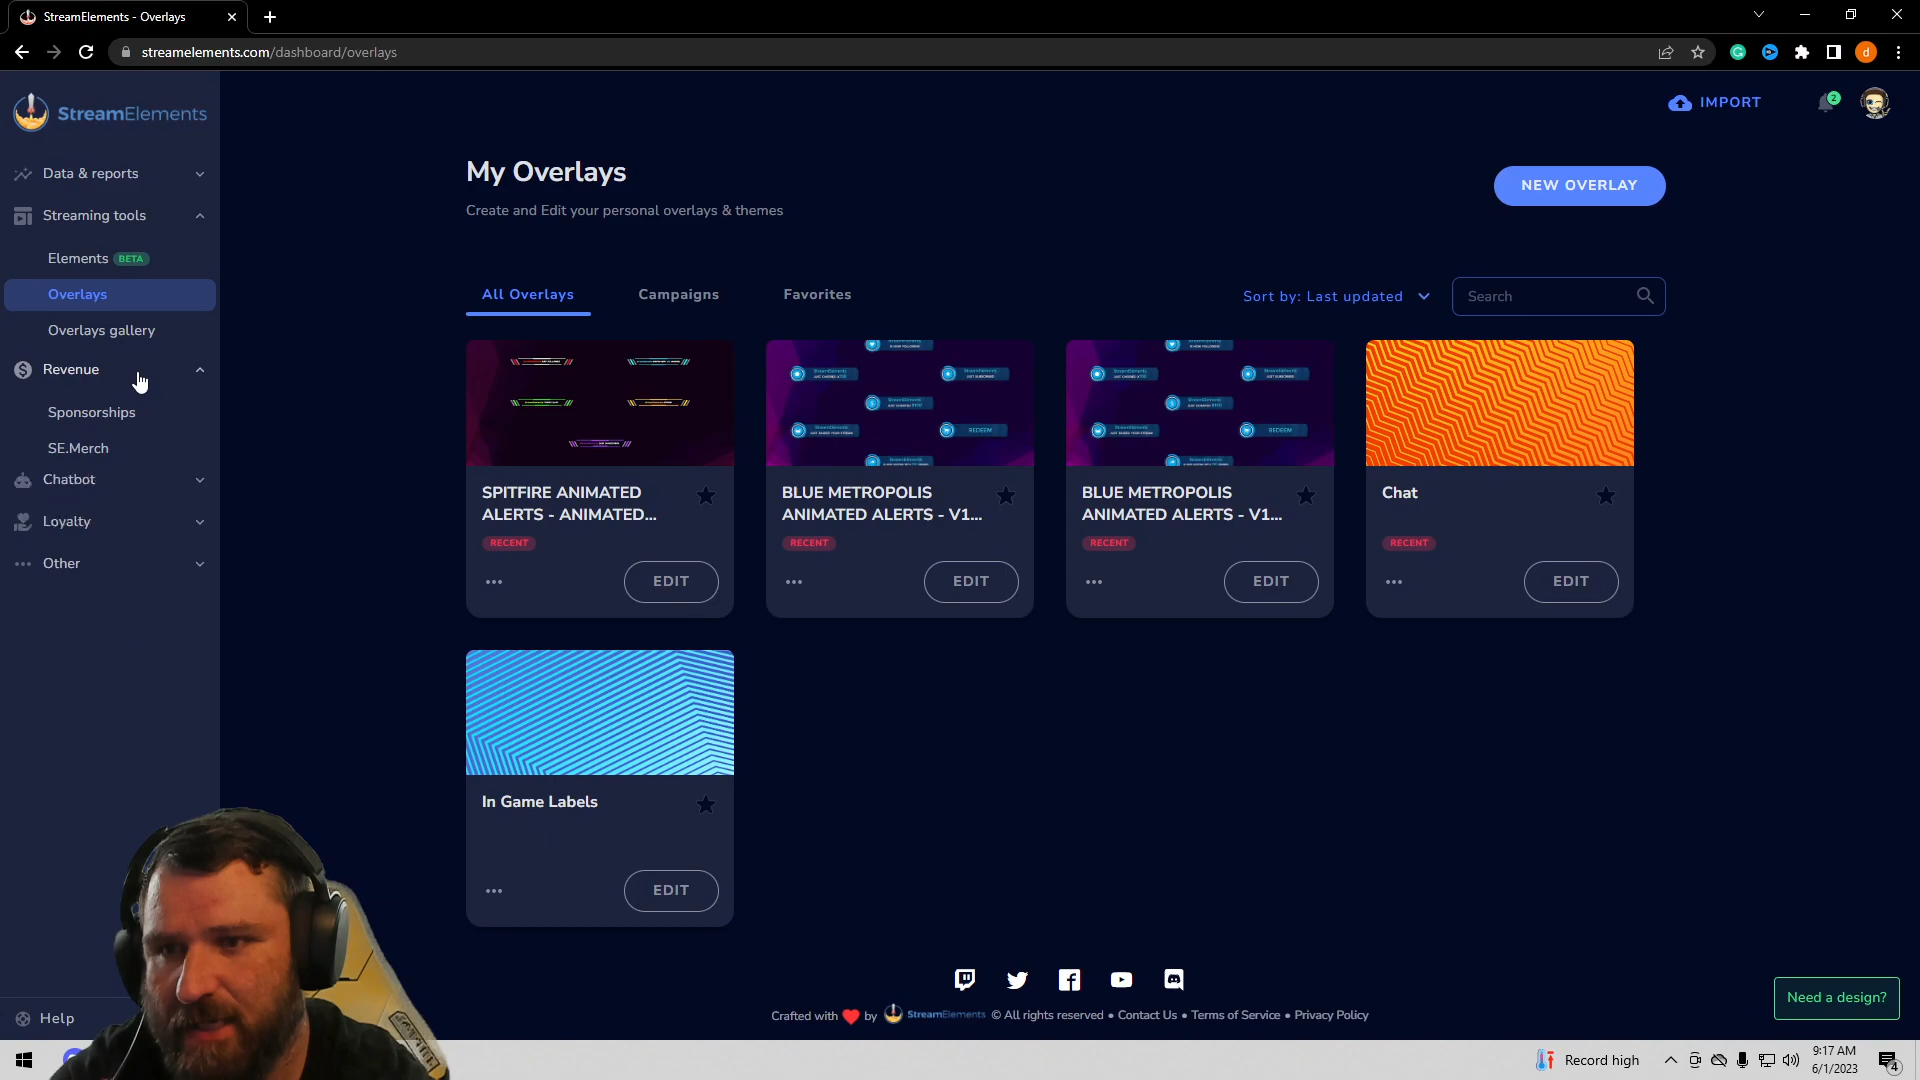 StreamElements - Overlays
streamelements.com/dashboard/overlays
d
StreamElements
IMPORT
2
Data & reports
Streaming tools
Elements BETA
Overlays
Overlays gallery
Revenue
Sponsorships
SE.Merch
Chatbot
Loyalty
Other
Help
My Overlays
Create and Edit your personal overlays & themes
NEW OVERLAY
All Overlays
Campaigns
Favorites
Sort by: Last updated
Search
REDEEM
REDEEM
SPITFIRE ANIMATED
ALERTS - ANIMATED...
RECENT
EDIT
BLUE METROPOLIS
ANIMATED ALERTS - V1...
RECENT
EDIT
BLUE METROPOLIS
ANIMATED ALERTS - V1...
RECENT
EDIT
Chat
RECENT
EDIT
In Game Labels
EDIT
Crafted with by StreamElements © All rights reserved • Contact Us • Terms of Service • Privacy Policy
Need a design?
Record high
9:17 AM
6/1/2023
4